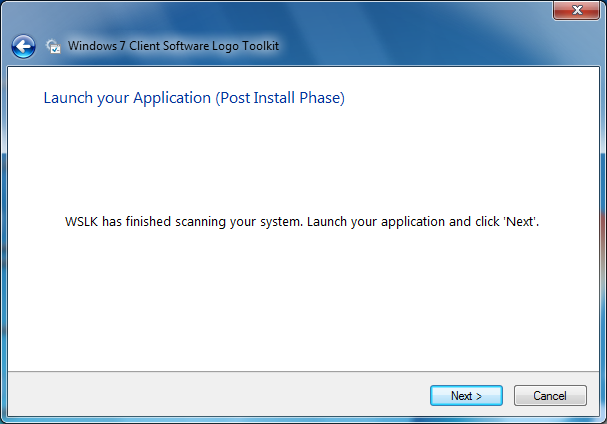 Windows 7 Client Software Logo Toolkit
Launch your Application (Post Install Phase)
WSLK has finished scanning your system. Launch your application and click 'Next'.
Next >
Cancel